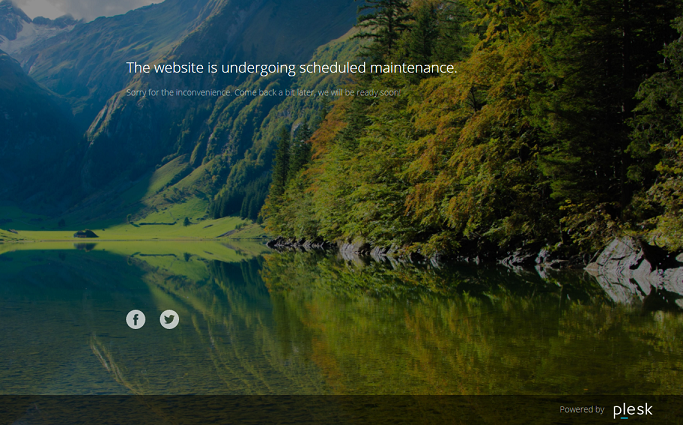 The website is undergoing scheduled maintenance.
Sorry for the inconvenience. Come back a bit later, we will be ready soon!
Powered by plesk